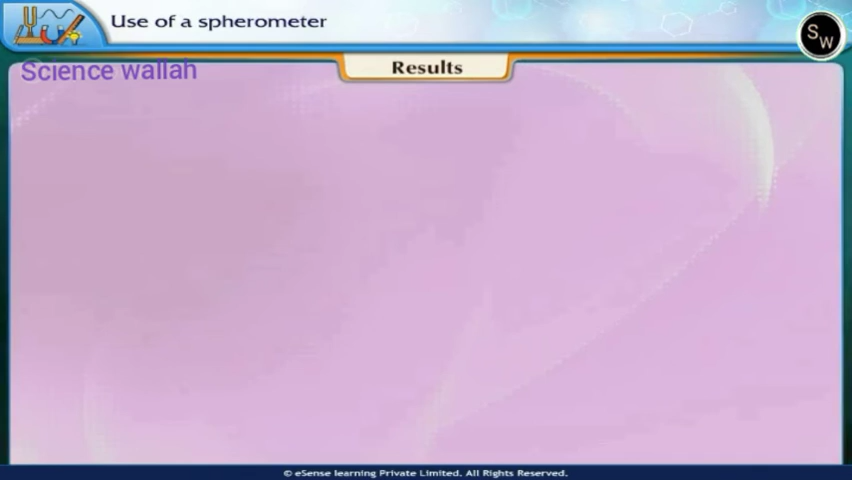 Use of a spherometer
SW
Science wallah
Results
© eSense learning Private Limited. All Rights Reserved.